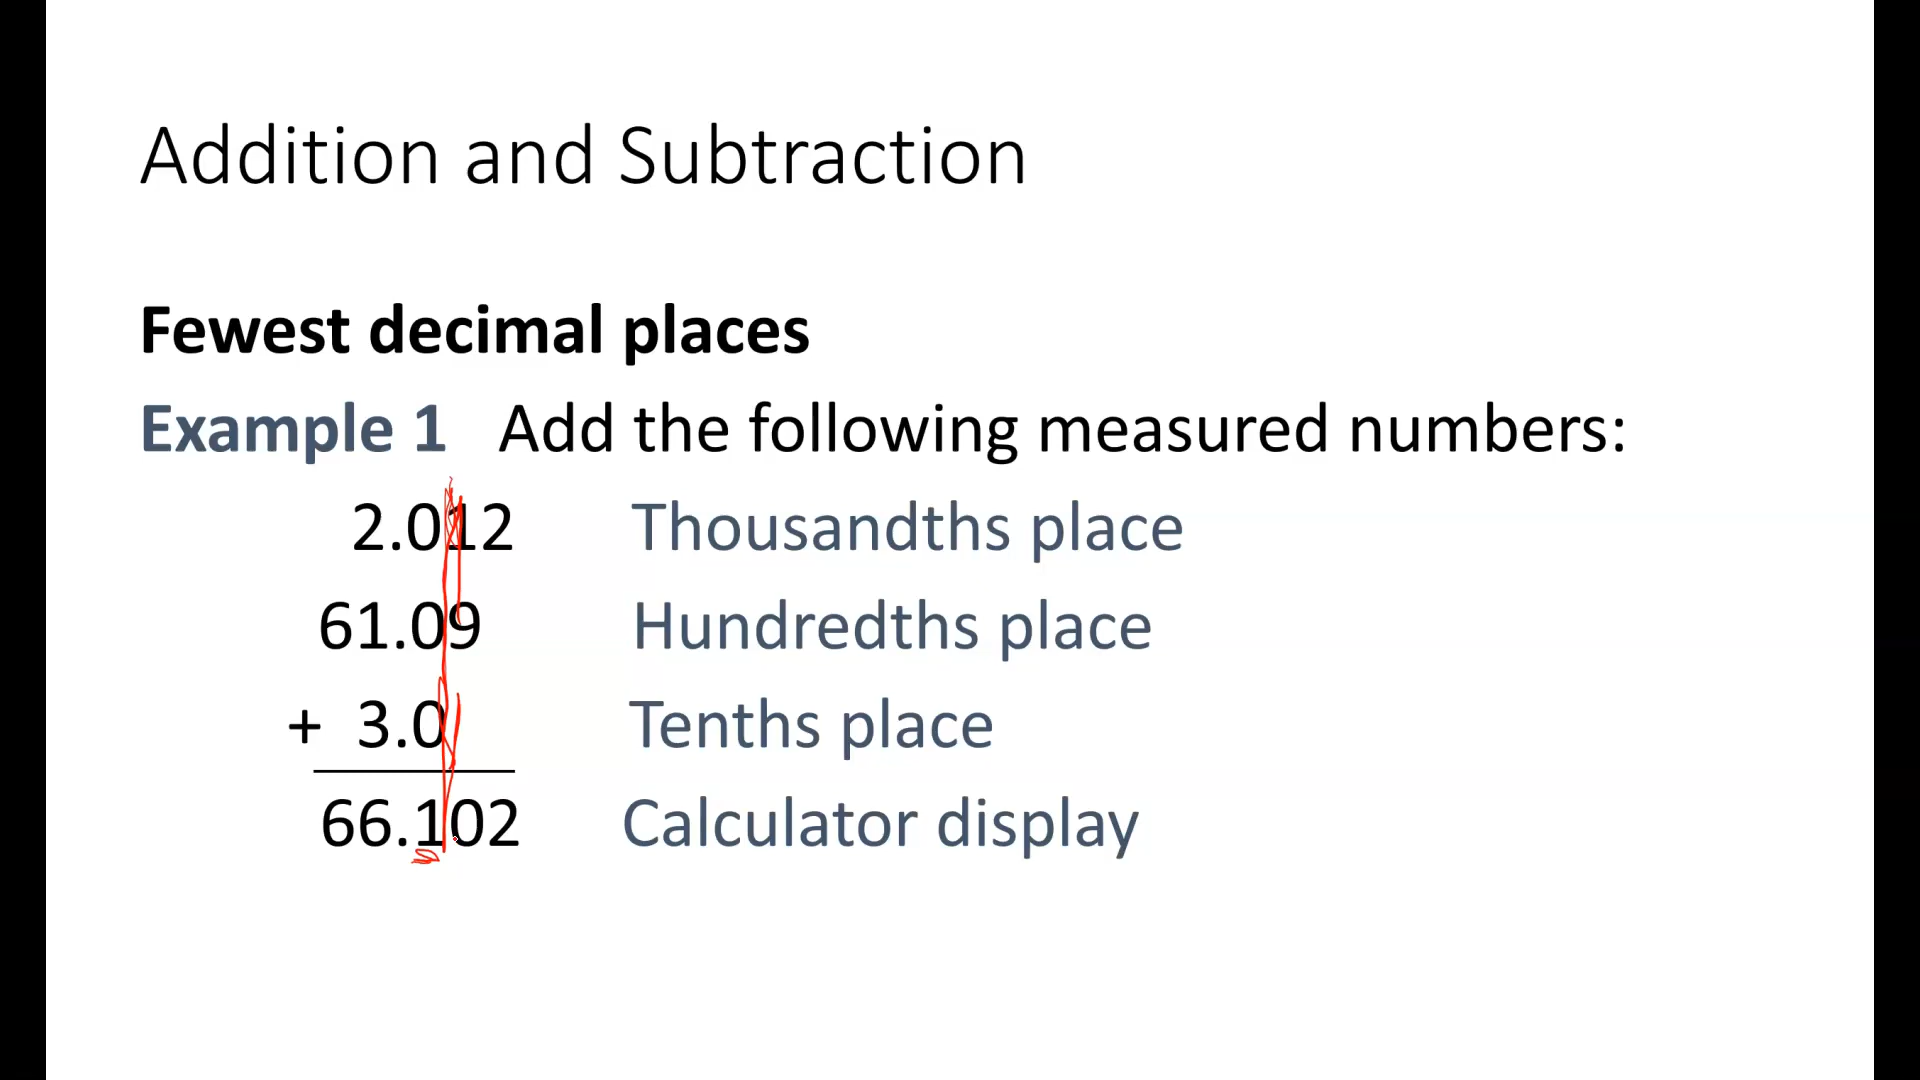 Addition and Subtraction
Fewest decimal places
Example 1 Add the following measured numbers:
2.012 Thousandths place
61.09 Hundredths place
+ 3.0 Tenths place
66.102 Calculator display